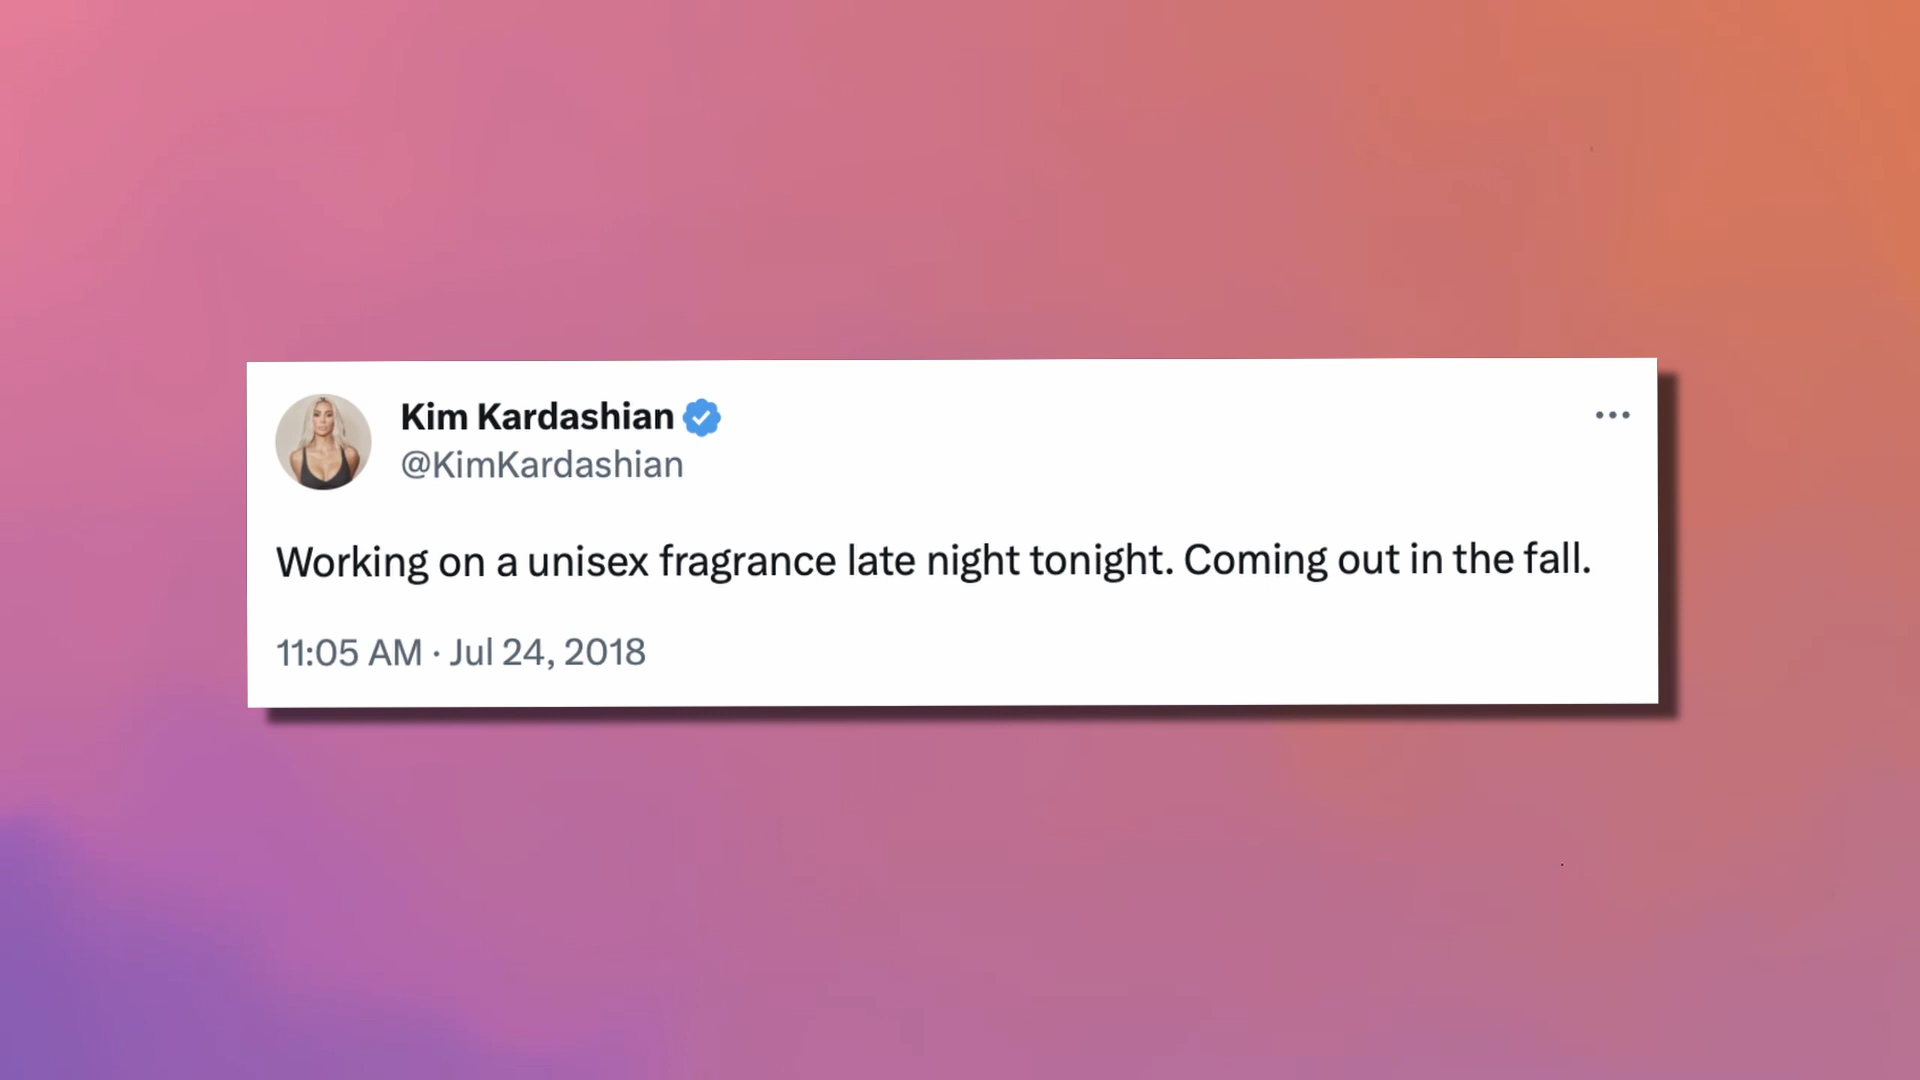 Kim Kardashian
@KimKardashian
Working on a unisex fragrance late night tonight. Coming out in the fall.
11:05 AM · Jul 24, 2018